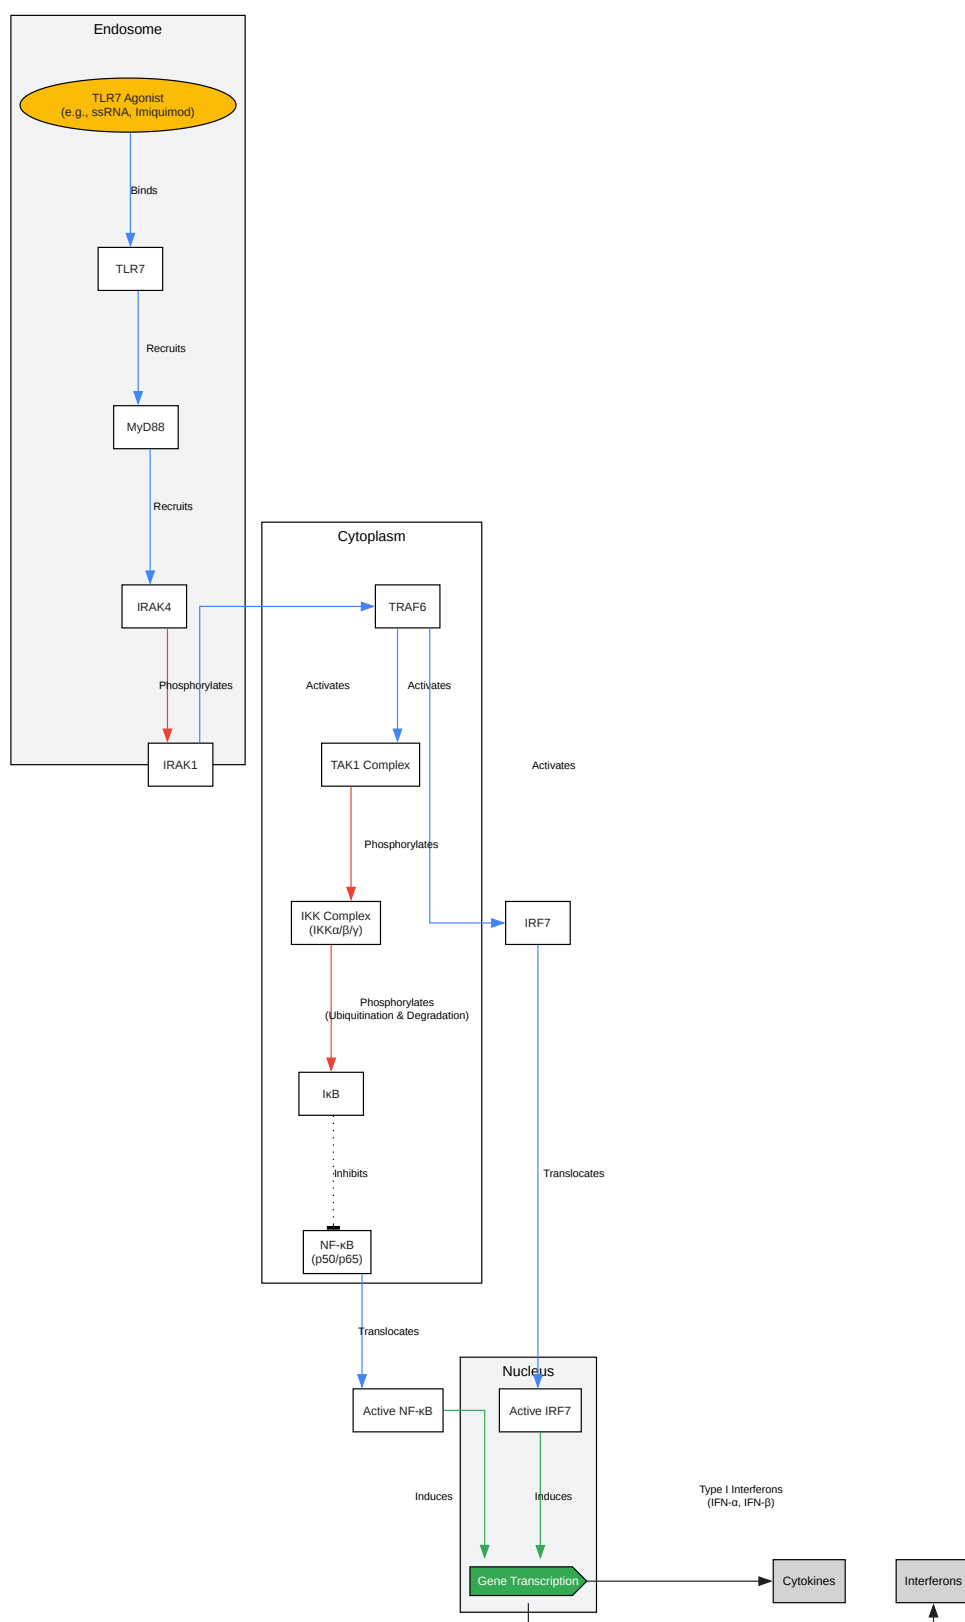 Endosome
TLR7 Agonist
(e.g., ssRNA, Imiquimod)
Binds
TLR7
Recruits
MyD88
Recruits
Cytoplasm
IRAK4
TRAF6
Phosphorylates
Activates
Activates
IRAK1
TAK1 Complex
Activates
Phosphorylates
IKK Complex
(IKKα/β/γ)
IRF7
Phosphorylates
(Ubiquitination & Degradation)
IκB
Inhibits
Translocates
NF-κB
(p50/p65)
Translocates
Nucleus
Active NF-κB
Active IRF7
Induces
Induces
Type I Interferons
(IFN-α, IFN-β)
Gene Transcription
Cytokines
Interferons